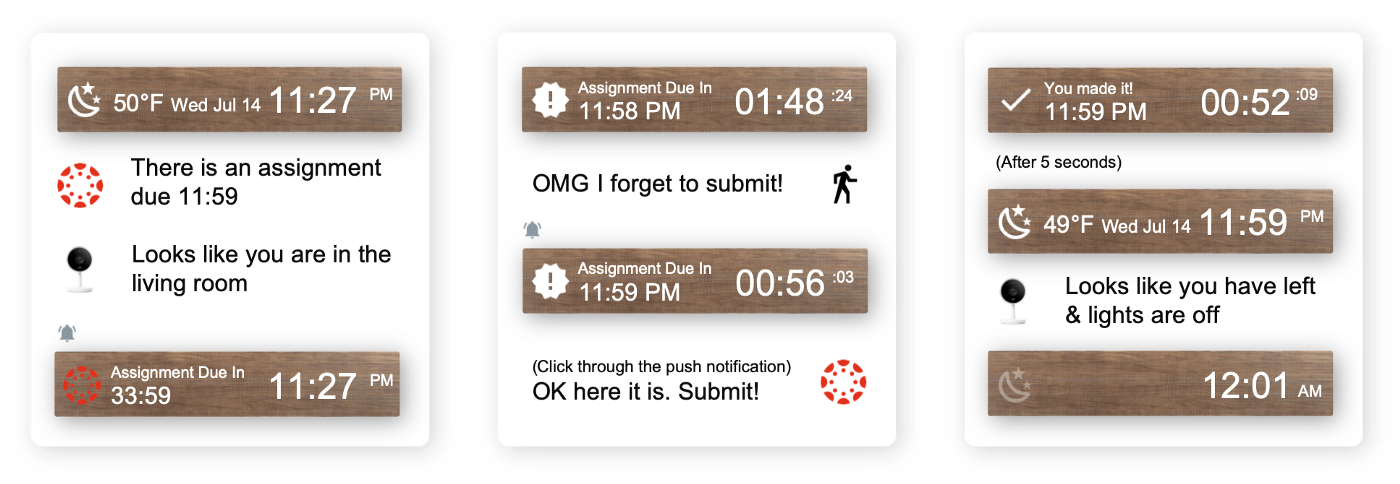 50°F Wed Jul 14 11:27 PM
There is an assignment
due 11:59
Looks like you are in the
living room
Assignment Due In
33:59
11:27 PM
Assignment Due In
11:58 PM
01:48 :24
OMG I forget to submit!
Assignment Due In
11:59 PM
00:56 :03
(Click through the push notification)
OK here it is. Submit!
You made it!
11:59 PM
00:52 :09
(After 5 seconds)
49°F Wed Jul 14 11:59 PM
Looks like you have left
& lights are off
12:01 AM